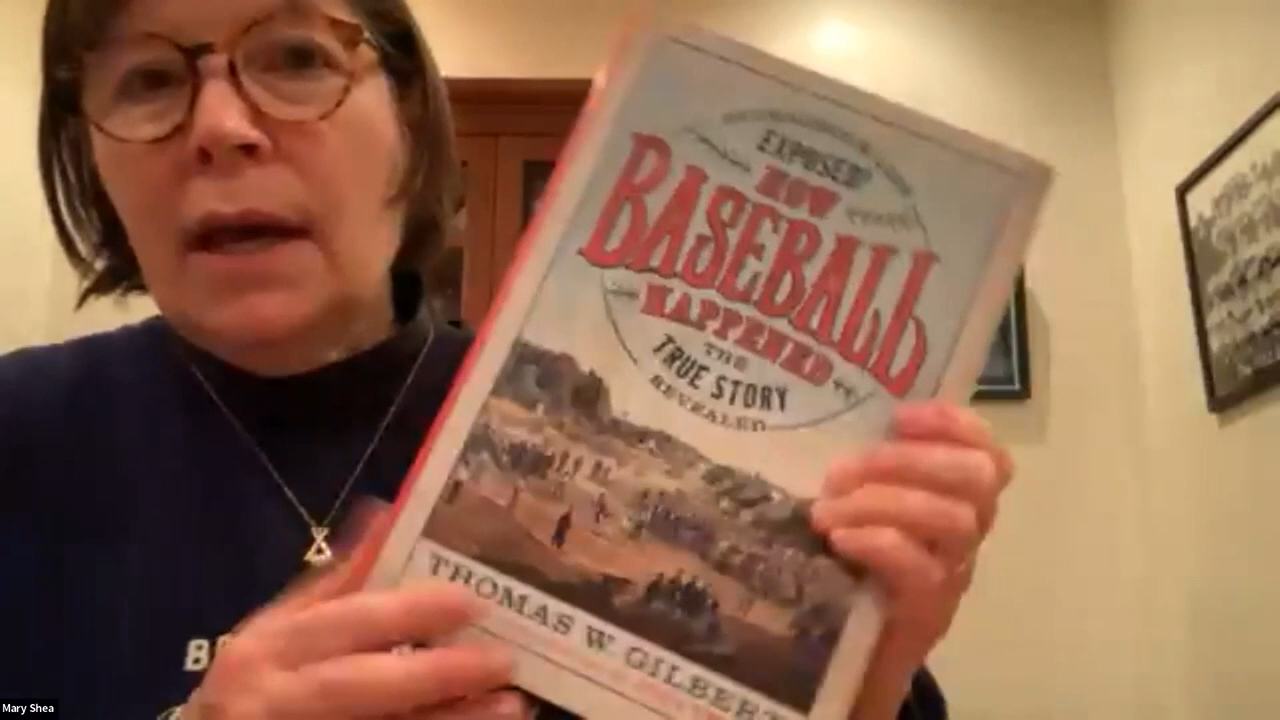 EXPOSED
HOW
BASEBALL
HAPPENED
THE
TRUE STORY
REVEALED
THOMAS W. GILBERT
B
Mary Shea